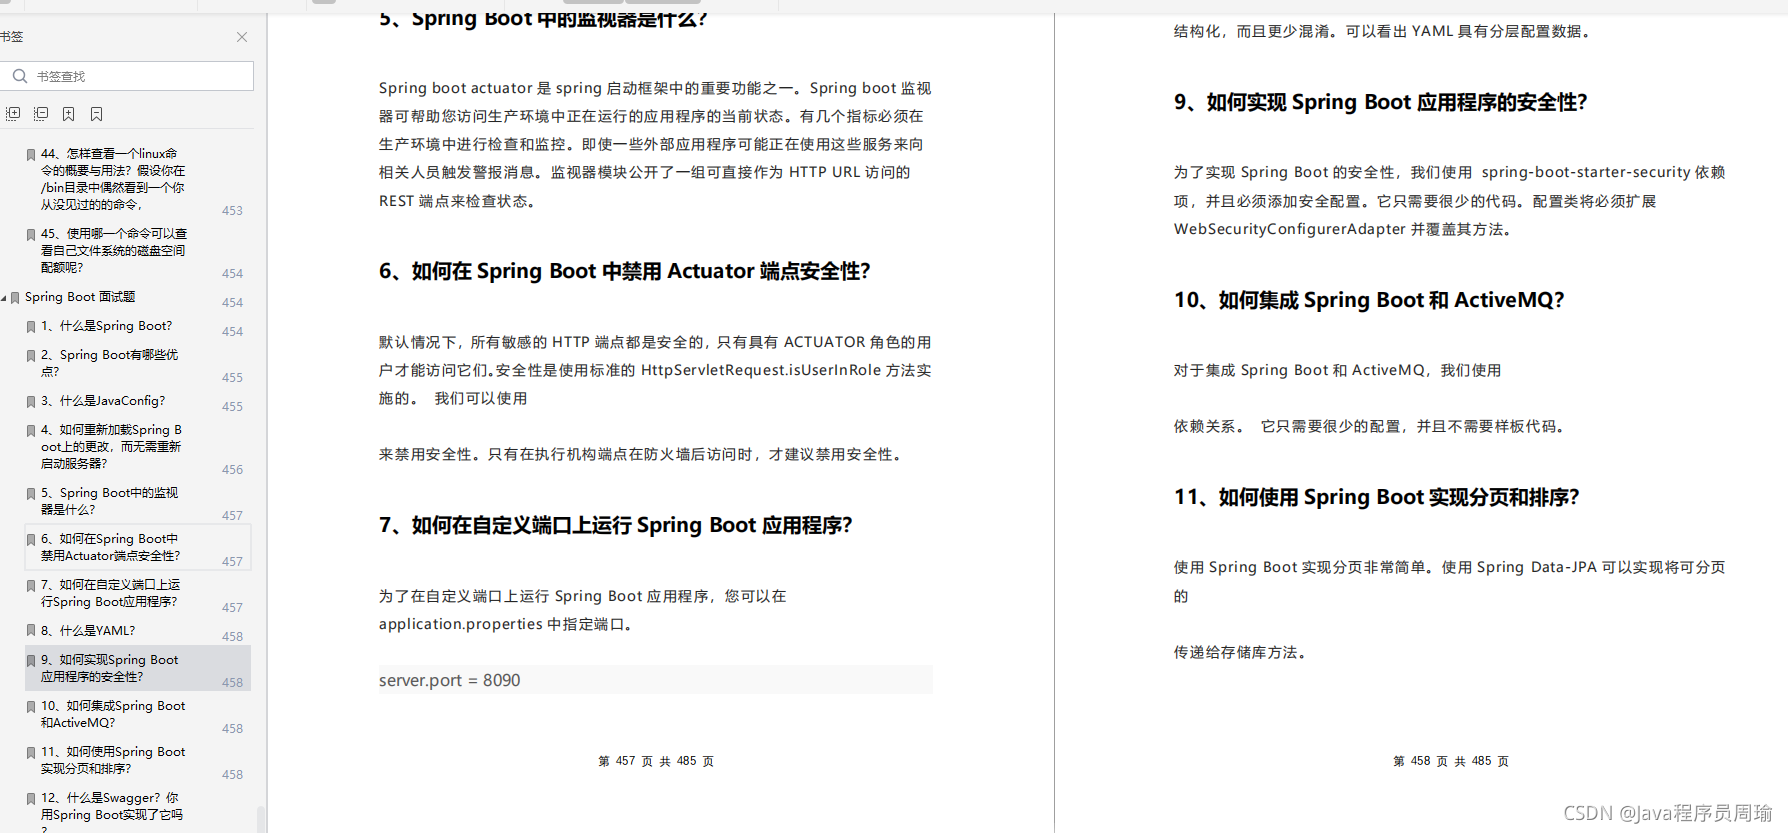 书签
书签查找
44、怎样查看一个linux命
令的概要与用法？假设你在
/bin目录中偶然看到一个你
从没见过的的命令，
453
45、使用哪一个命令可以查
看自己文件系统的磁盘空间
配额呢？
454
Spring Boot 面试题
454
1、什么是Spring Boot?
454
2、Spring Boot有哪些优
点?
455
3、什么是JavaConfig?
455
4、如何重新加载Spring B
oot上的更改，而无需重新
启动服务器?
456
5、Spring Boot中的监视
器是什么?
457
6、如何在Spring Boot中
禁用Actuator端点安全性?
457
7、如何在自定义端口上运
行Spring Boot应用程序?
457
8、什么是YAML?
458
9、如何实现Spring Boot
应用程序的安全性?
458
10、如何集成Spring Boot
和ActiveMQ?
458
11、如何使用Spring Boot
实现分页和排序?
458
12、什么是Swagger？你
用Spring Boot实现了它吗
?
5、Spring Boot 中的监视器是什么？
Spring boot actuator 是 spring 启动框架中的重要功能之一。Spring boot 监视
器可帮助您访问生产环境中正在运行的应用程序的当前状态。有几个指标必须在
生产环境中进行检查和监控。即使一些外部应用程序可能正在使用这些服务来向
相关人员触发警报消息。监视器模块公开了一组可直接作为 HTTP URL 访问的
REST 端点来检查状态。
6、如何在 Spring Boot 中禁用 Actuator 端点安全性？
默认情况下，所有敏感的 HTTP 端点都是安全的，只有具有 ACTUATOR 角色的用
户才能访问它们。安全性是使用标准的 HttpServletRequest.isUserInRole 方法实
施的。 我们可以使用
来禁用安全性。只有在执行机构端点在防火墙后访问时，才建议禁用安全性。
7、如何在自定义端口上运行 Spring Boot 应用程序？
为了在自定义端口上运行 Spring Boot 应用程序，您可以在
application.properties 中指定端口。
server.port = 8090
第 457 页 共 485 页
结构化，而且更少混淆。可以看出 YAML 具有分层配置数据。
9、如何实现 Spring Boot 应用程序的安全性？
为了实现 Spring Boot 的安全性，我们使用 spring-boot-starter-security 依赖
项，并且必须添加安全配置。它只需要很少的代码。配置类将必须扩展
WebSecurityConfigurerAdapter 并覆盖其方法。
10、如何集成 Spring Boot 和 ActiveMQ？
对于集成 Spring Boot 和 ActiveMQ，我们使用
依赖关系。 它只需要很少的配置，并且不需要样板代码。
11、如何使用 Spring Boot 实现分页和排序？
使用 Spring Boot 实现分页非常简单。使用 Spring Data-JPA 可以实现将可分页
的
传递给存储库方法。
第 458 页 共 485 页
CSDN @Java程序员周瑜